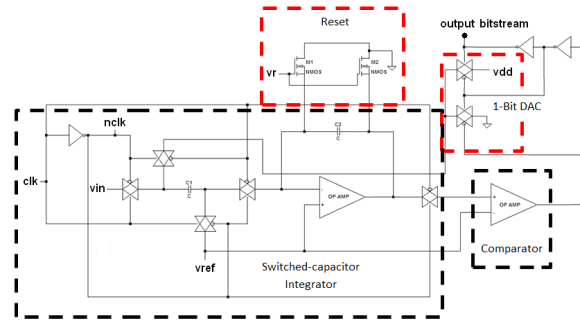 Reset
output bitstream
M1
M2
vr
NMOS
NMOS
vdd
1-Bit DAC
nclk
C2
C
clk
vin
C1
C
-
+
OP AMP
+
-
OP AMP
vref
Switched-capacitor
Integrator
Comparator